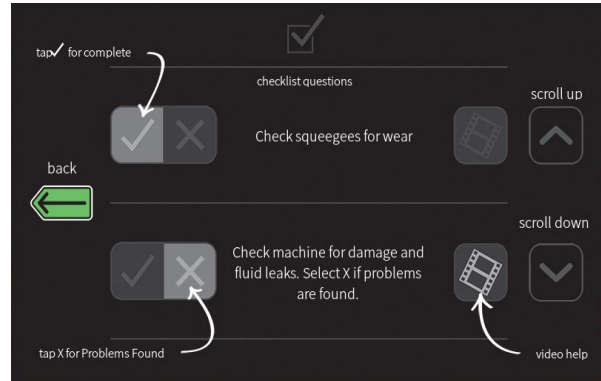 tap✓ for complete
checklist questions
scroll up
Check squeegees for wear
back
scroll down
Check machine for damage and
fluid leaks. Select X if problems
are found.
tap X for Problems Found
video help